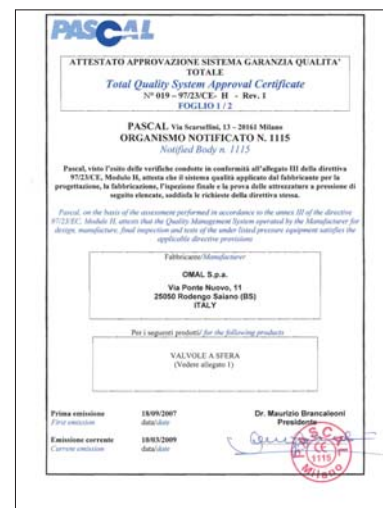 PASCAL
ATTESTATO APPROVAZIONE SISTEMA GARANZIA QUALITA'
TOTALE
Total Quality System Approval Certificate
N° 019 – 97/23/CE- H - Rev. 1
FOGLIO 1 / 2
PASCAL Via Scarsellini, 13 – 20161 Milano
ORGANISMO NOTIFICATO N. 1115
Notified Body n. 1115
Pascal, visto l'esito delle verifiche condotte in conformità all'allegato III della direttiva
97/23/CE, Modulo H, attesta che il sistema qualità applicato dal fabbricante per la
progettazione, la fabbricazione, l'ispezione finale e la prova delle attrezzature a pressione di
seguito elencate, soddisfa le richieste della direttiva stessa.
Pascal, on the basis of the assessment performed in accordance to the annex III of the directive
97/23/EC, Module H, attests that the Quality Management System operated by the Manufacturer for
design, manufacture, final inspection and tests of the under listed pressure equipment satisfies the
applicable directive provisions
Fabbricante/Manufacturer
OMAL S.p.a.
Via Ponte Nuovo, 11
25050 Rodengo Saiano (BS)
ITALY
Per i seguenti prodotti/ for the following products
VALVOLE A SFERA
(Vedere allegato 1)
Prima emissione 18/09/2007 Dr. Maurizio Brancaleoni
First emission data/date Presidente
Emissione corrente 10/03/2009
Current emission data/date
PASCAL
CE
1115
Milano